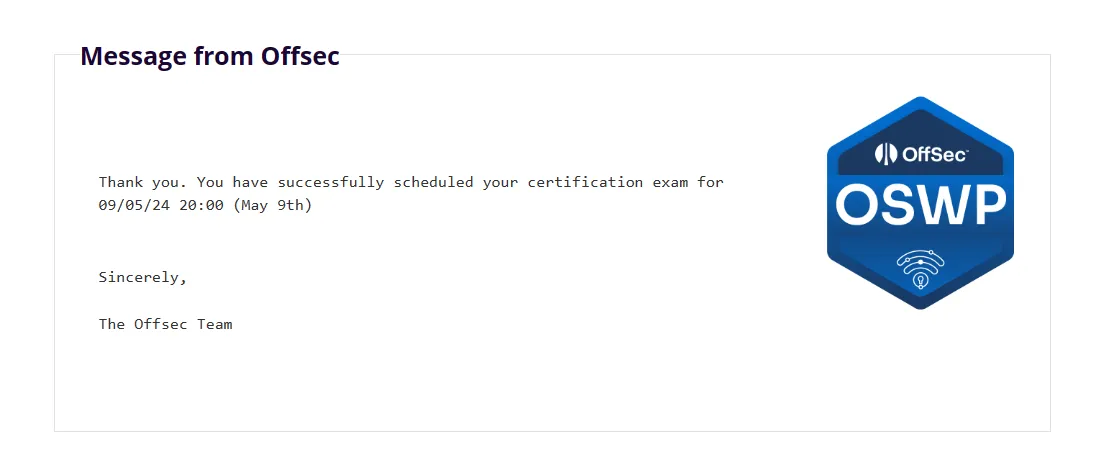 Message from Offsec
Thank you. You have successfully scheduled your certification exam for
09/05/24 20:00 (May 9th)
Sincerely,
The Offsec Team
OffSec™
OSWP